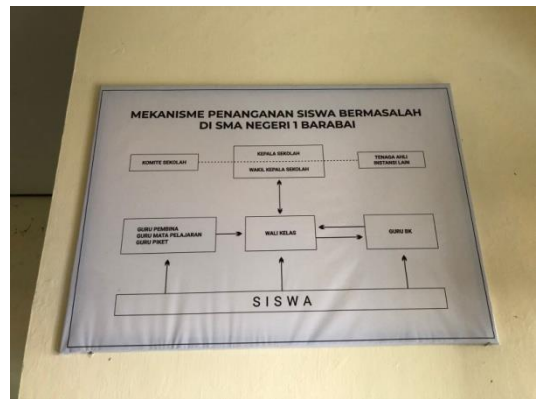 MEKANISME PENANGANAN SISWA BERMASALAH
DI SMA NEGERI 1 BARABAI
KOMITE SEKOLAH
KEPALA SEKOLAH
WAKIL KEPALA SEKOLAH
TENAGA AHLI
INSTANSI LAIN
GURU PEMBINA
GURU MATA PELAJARAN
GURU PIKET
WALI KELAS
GURU BK
SISWA